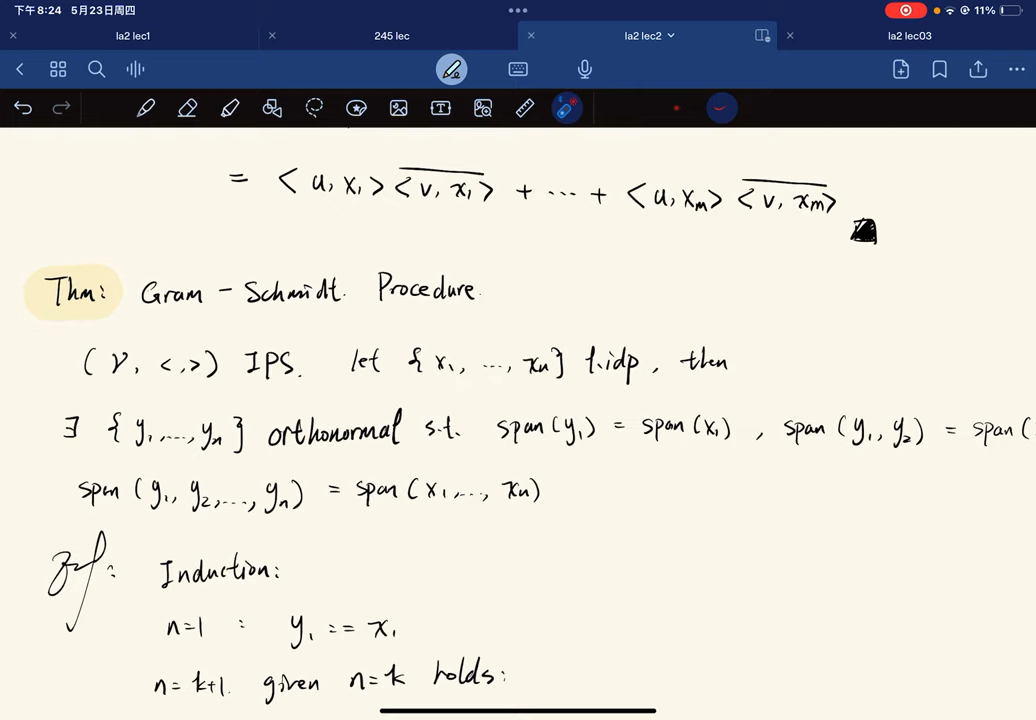 下午8:24 5月23日周四
11%
la2 lec1
245 lec
la2 lec2
la2 lec03
= <u, x₁> \overline{<v, x₁>} + ... + <u, xₘ> \overline{<v, xₘ>}
Thm: Gram - Schmidt. Procedure.
(V, <,>) IPS. let {x₁, ..., xₙ} l.idp, then
∃ {y₁, ..., yₙ} orthonormal s.t. span(y₁) = span(x₁), span(y₁, y₂) = span(
span(y₁, y₂, ..., yₙ) = span(x₁, ..., xₙ)
Induction:
n=1 : y₁ := x₁
n=k+1. given n=k holds: